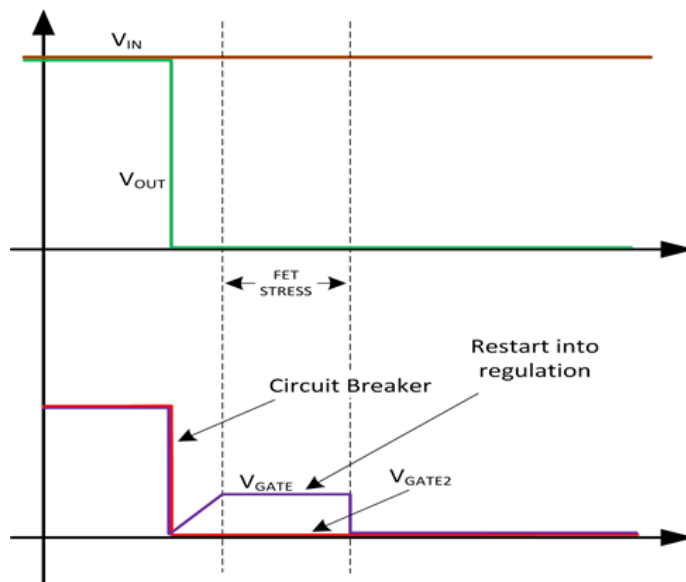 VIN
VOUT
FET
STRESS
Restart into
regulation
Circuit Breaker
VGATE
VGATE2